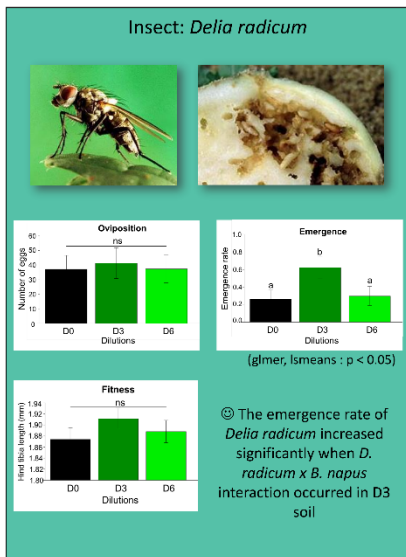 Insect: Delia radicum
Oviposition
ns
Number of eggs
60
50
40
30
20
10
0
D0 D3 D6
Dilutions
Emergence
b
a a
Emergence rate
1.0
0.8
0.6
0.4
0.2
0.0
D0 D3 D6
Dilutions
(glmer, lsmeans : p < 0.05)
Fitness
ns
Hind tibia length (mm)
1.94
1.92
1.90
1.88
1.86
1.84
1.82
1.80
D0 D3 D6
Dilutions
☺ The emergence rate of
Delia radicum increased
significantly when D.
radicum x B. napus
interaction occurred in D3
soil